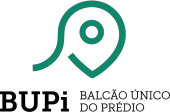 BUPi BALCÃO ÚNICO
DO PRÉDIO